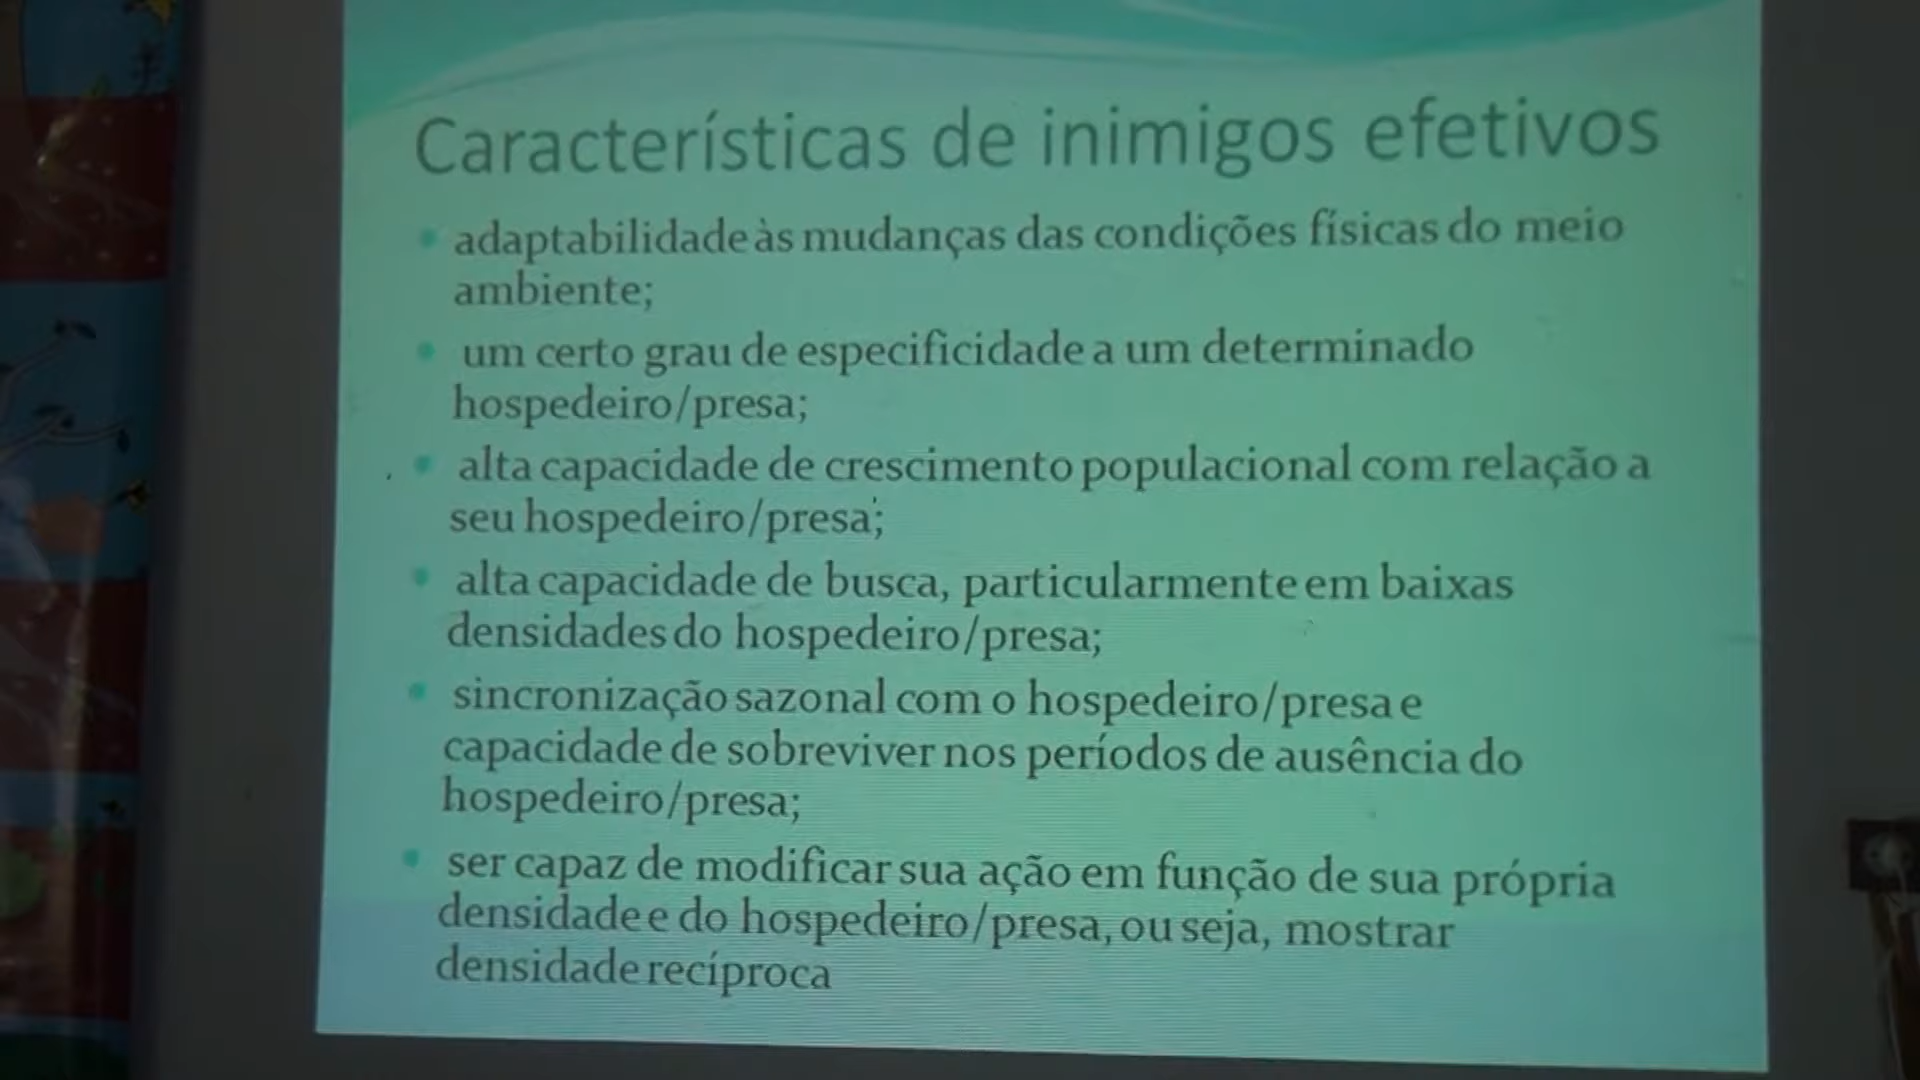 Características de inimigos efetivos
adaptabilidade às mudanças das condições físicas do meio
ambiente;
um certo grau de especificidade a um determinado
hospedeiro/presa;
alta capacidade de crescimento populacional com relação a
seu hospedeiro/presa;
alta capacidade de busca, particularmente em baixas
densidades do hospedeiro/presa;
sincronização sazonal com o hospedeiro/presa e
capacidade de sobreviver nos períodos de ausência do
hospedeiro/presa;
ser capaz de modificar sua ação em função de sua própria
densidade e do hospedeiro/presa, ou seja, mostrar
densidade recíproca